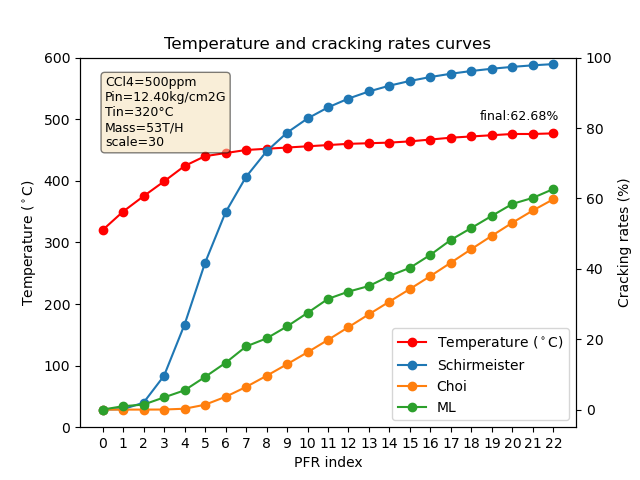 Temperature and cracking rates curves
600
500
400
300
200
100
0
Temperature (°C)
CCl4=500ppm
Pin=12.40kg/cm2G
Tin=320°C
Mass=53T/H
scale=30
final:62.68%
100
80
60
40
20
0
Cracking rates (%)
Temperature (°C)
Schirmeister
Choi
ML
0 1 2 3 4 5 6 7 8 9 10 11 12 13 14 15 16 17 18 19 20 21 22
PFR index